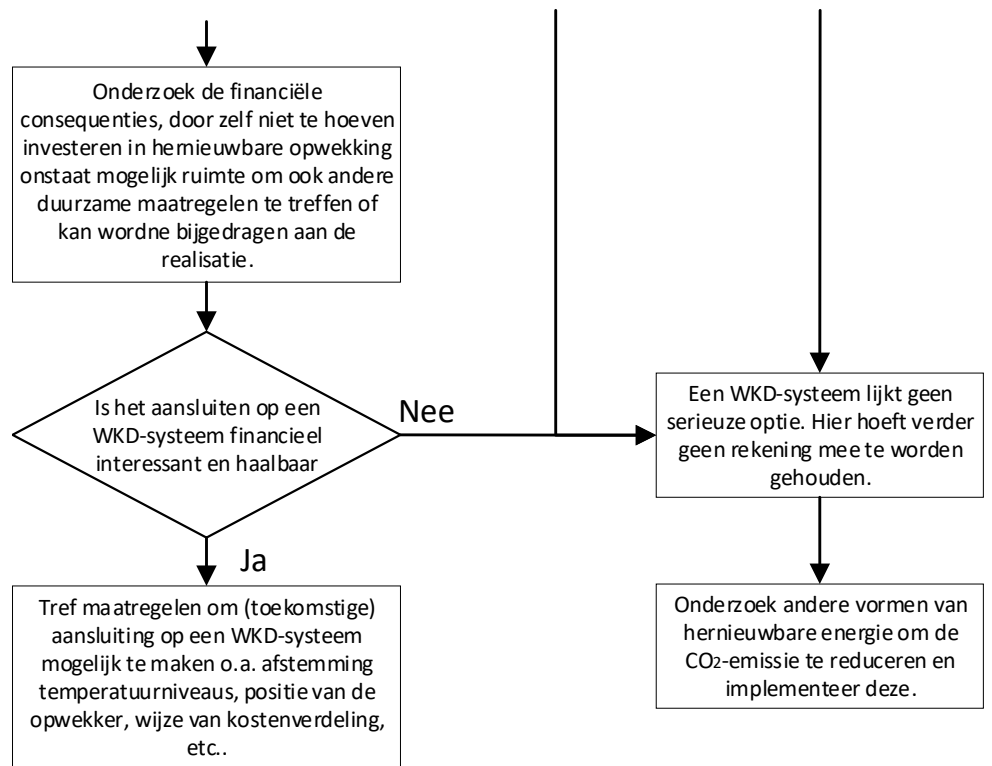 Onderzoek de financiële
consequenties, door zelf niet te hoeven
investeren in hernieuwbare opwekking
onstaat mogelijk ruimte om ook andere
duurzame maatregelen te treffen of
kan wordne bijgedragen aan de
realisatie.
Is het aansluiten op een
WKD-systeem financieel
interessant en haalbaar
Nee
Een WKD-systeem lijkt geen
serieuze optie. Hier hoeft verder
geen rekening mee te worden
gehouden.
Ja
Tref maatregelen om (toekomstige)
aansluiting op een WKD-systeem
mogelijk te maken o.a. afstemming
temperatuurniveaus, positie van de
opwekker, wijze van kostenverdeling,
etc..
Onderzoek andere vormen van
hernieuwbare energie om de
CO2-emissie te reduceren en
implementeer deze.